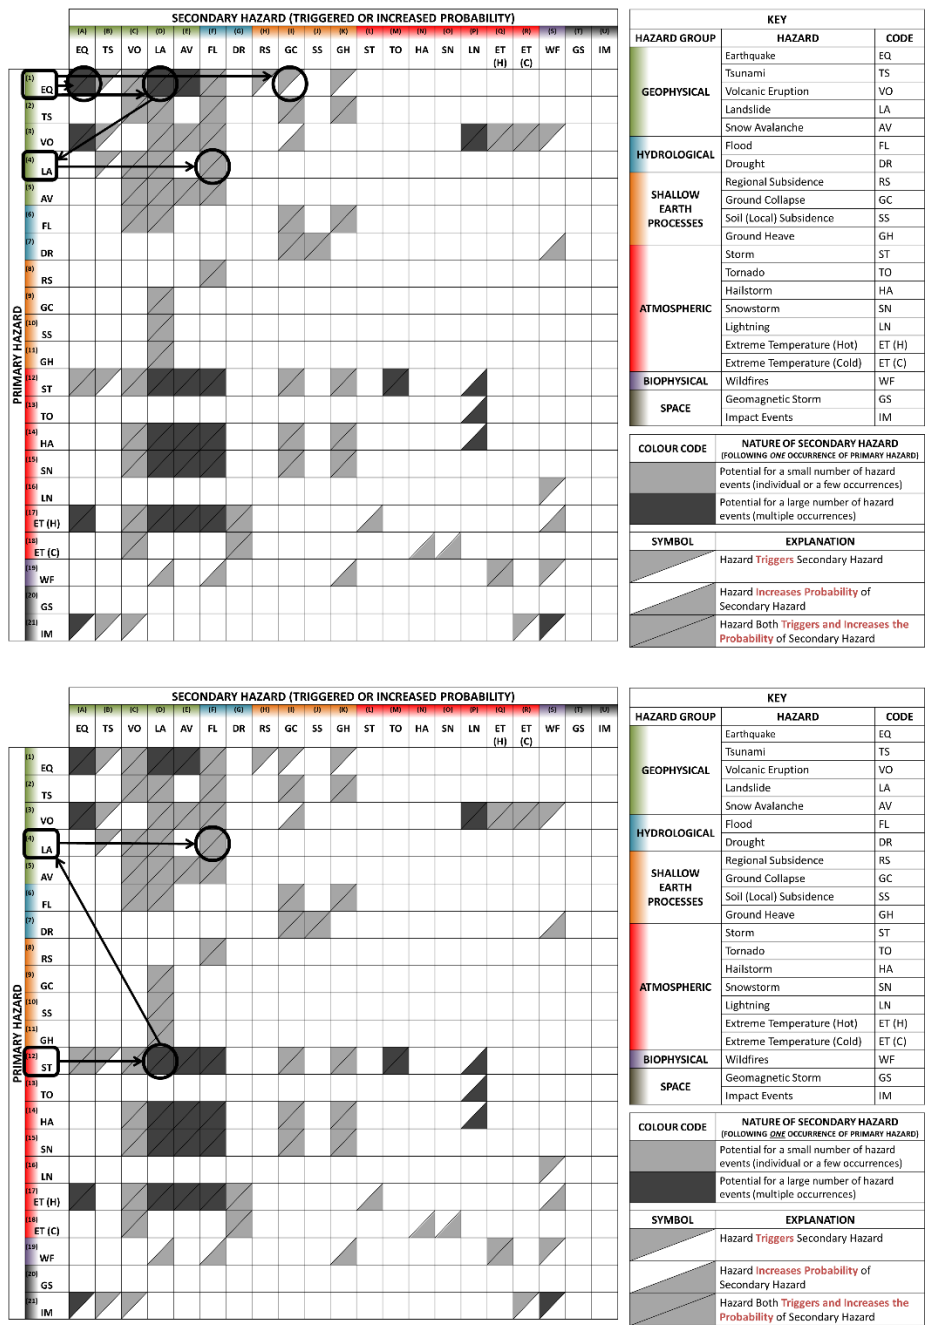 SECONDARY HAZARD (TRIGGERED OR INCREASED PROBABILITY)
(A) (B) (C) (D) (E) (F) (G) (H) (I) (J) (K) (L) (M) (N) (O) (P) (Q) (R) (S) (T) (U)
EQ TS VO LA AV FL DR RS GC SS GH ST TO HA SN LN ET (H) ET (C) WF GS IM
PRIMARY HAZARD
(1) EQ
(2) TS
(3) VO
(4) LA
(5) AV
(6) FL
(7) DR
(8) RS
(9) GC
(10) SS
(11) GH
(12) ST
(13) TO
(14) HA
(15) SN
(16) LN
(17) ET (H)
(18) ET (C)
(19) WF
(20) GS
(21) IM
KEY
HAZARD GROUP HAZARD CODE
GEOPHYSICAL
Earthquake EQ
Tsunami TS
Volcanic Eruption VO
Landslide LA
Snow Avalanche AV
HYDROLOGICAL
Flood FL
Drought DR
SHALLOW
EARTH
PROCESSES
Regional Subsidence RS
Ground Collapse GC
Soil (Local) Subsidence SS
Ground Heave GH
ATMOSPHERIC
Storm ST
Tornado TO
Hailstorm HA
Snowstorm SN
Lightning LN
Extreme Temperature (Hot) ET (H)
Extreme Temperature (Cold) ET (C)
BIOPHYSICAL
Wildfires WF
SPACE
Geomagnetic Storm GS
Impact Events IM
COLOUR CODE NATURE OF SECONDARY HAZARD
(FOLLOWING ONE OCCURRENCE OF PRIMARY HAZARD)
Potential for a small number of hazard
events (individual or a few occurrences)
Potential for a large number of hazard
events (multiple occurrences)
SYMBOL EXPLANATION
Hazard Triggers Secondary Hazard
Hazard Increases Probability of
Secondary Hazard
Hazard Both Triggers and Increases the
Probability of Secondary Hazard
SECONDARY HAZARD (TRIGGERED OR INCREASED PROBABILITY)
(A) (B) (C) (D) (E) (F) (G) (H) (I) (J) (K) (L) (M) (N) (O) (P) (Q) (R) (S) (T) (U)
EQ TS VO LA AV FL DR RS GC SS GH ST TO HA SN LN ET (H) ET (C) WF GS IM
PRIMARY HAZARD
(1) EQ
(2) TS
(3) VO
(4) LA
(5) AV
(6) FL
(7) DR
(8) RS
(9) GC
(10) SS
(11) GH
(12) ST
(13) TO
(14) HA
(15) SN
(16) LN
(17) ET (H)
(18) ET (C)
(19) WF
(20) GS
(21) IM
KEY
HAZARD GROUP HAZARD CODE
GEOPHYSICAL
Earthquake EQ
Tsunami TS
Volcanic Eruption VO
Landslide LA
Snow Avalanche AV
HYDROLOGICAL
Flood FL
Drought DR
SHALLOW
EARTH
PROCESSES
Regional Subsidence RS
Ground Collapse GC
Soil (Local) Subsidence SS
Ground Heave GH
ATMOSPHERIC
Storm ST
Tornado TO
Hailstorm HA
Snowstorm SN
Lightning LN
Extreme Temperature (Hot) ET (H)
Extreme Temperature (Cold) ET (C)
BIOPHYSICAL
Wildfires WF
SPACE
Geomagnetic Storm GS
Impact Events IM
COLOUR CODE NATURE OF SECONDARY HAZARD
(FOLLOWING ONE OCCURRENCE OF PRIMARY HAZARD)
Potential for a small number of hazard
events (individual or a few occurrences)
Potential for a large number of hazard
events (multiple occurrences)
SYMBOL EXPLANATION
Hazard Triggers Secondary Hazard
Hazard Increases Probability of
Secondary Hazard
Hazard Both Triggers and Increases the
Probability of Secondary Hazard